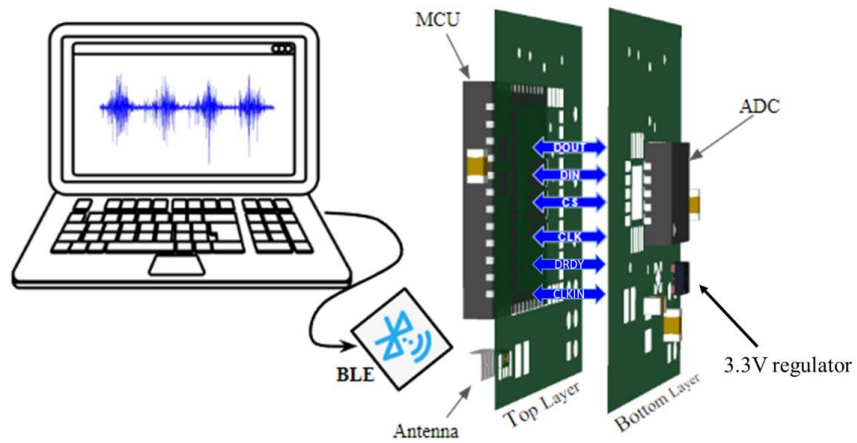 MCU
ADC
DOUT
DIN
CS
CLK
DRDY
CLKIN
3.3V regulator
BLE
Antenna
Top Layer
Bottom Layer